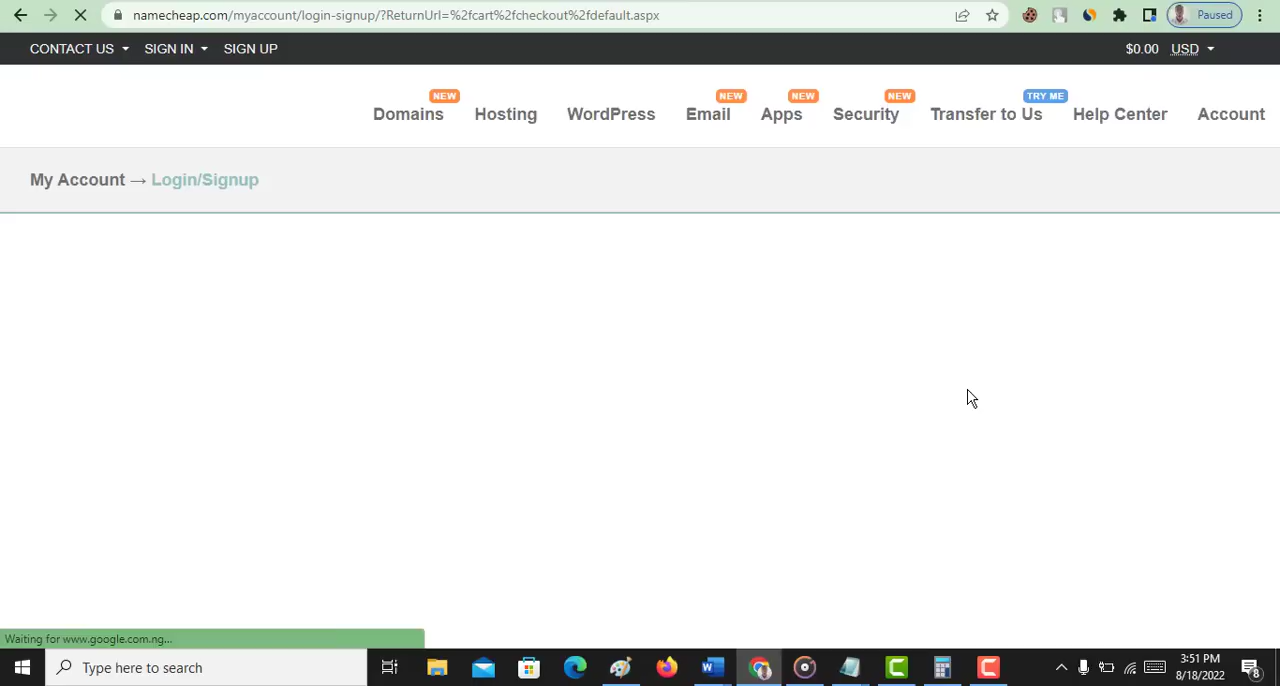 namecheap.com/myaccount/login-signup/?ReturnUrl=%2fcart%2fcheckout%2fdefault.aspx
Paused
CONTACT US SIGN IN SIGN UP $0.00 USD
NEW NEW NEW NEW TRY ME
Domains Hosting WordPress Email Apps Security Transfer to Us Help Center Account
My Account → Login/Signup
Waiting for www.google.com.ng...
Type here to search
3:51 PM
8/18/2022
8